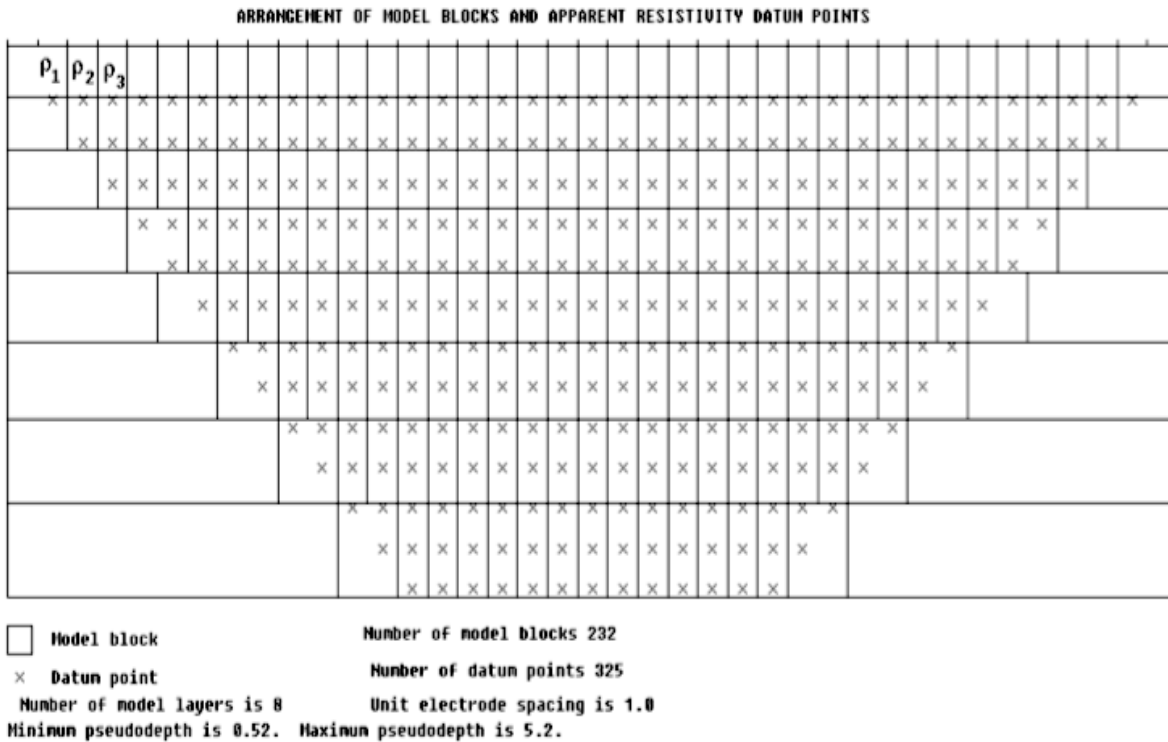 ARRANGEMENT OF MODEL BLOCKS AND APPARENT RESISTIVITY DATUM POINTS
ρ1 ρ2 ρ3
Model block Number of model blocks 232
× Datum point Number of datum points 325
Number of model layers is 8 Unit electrode spacing is 1.0
Minimum pseudodepth is 0.52. Maximum pseudodepth is 5.2.